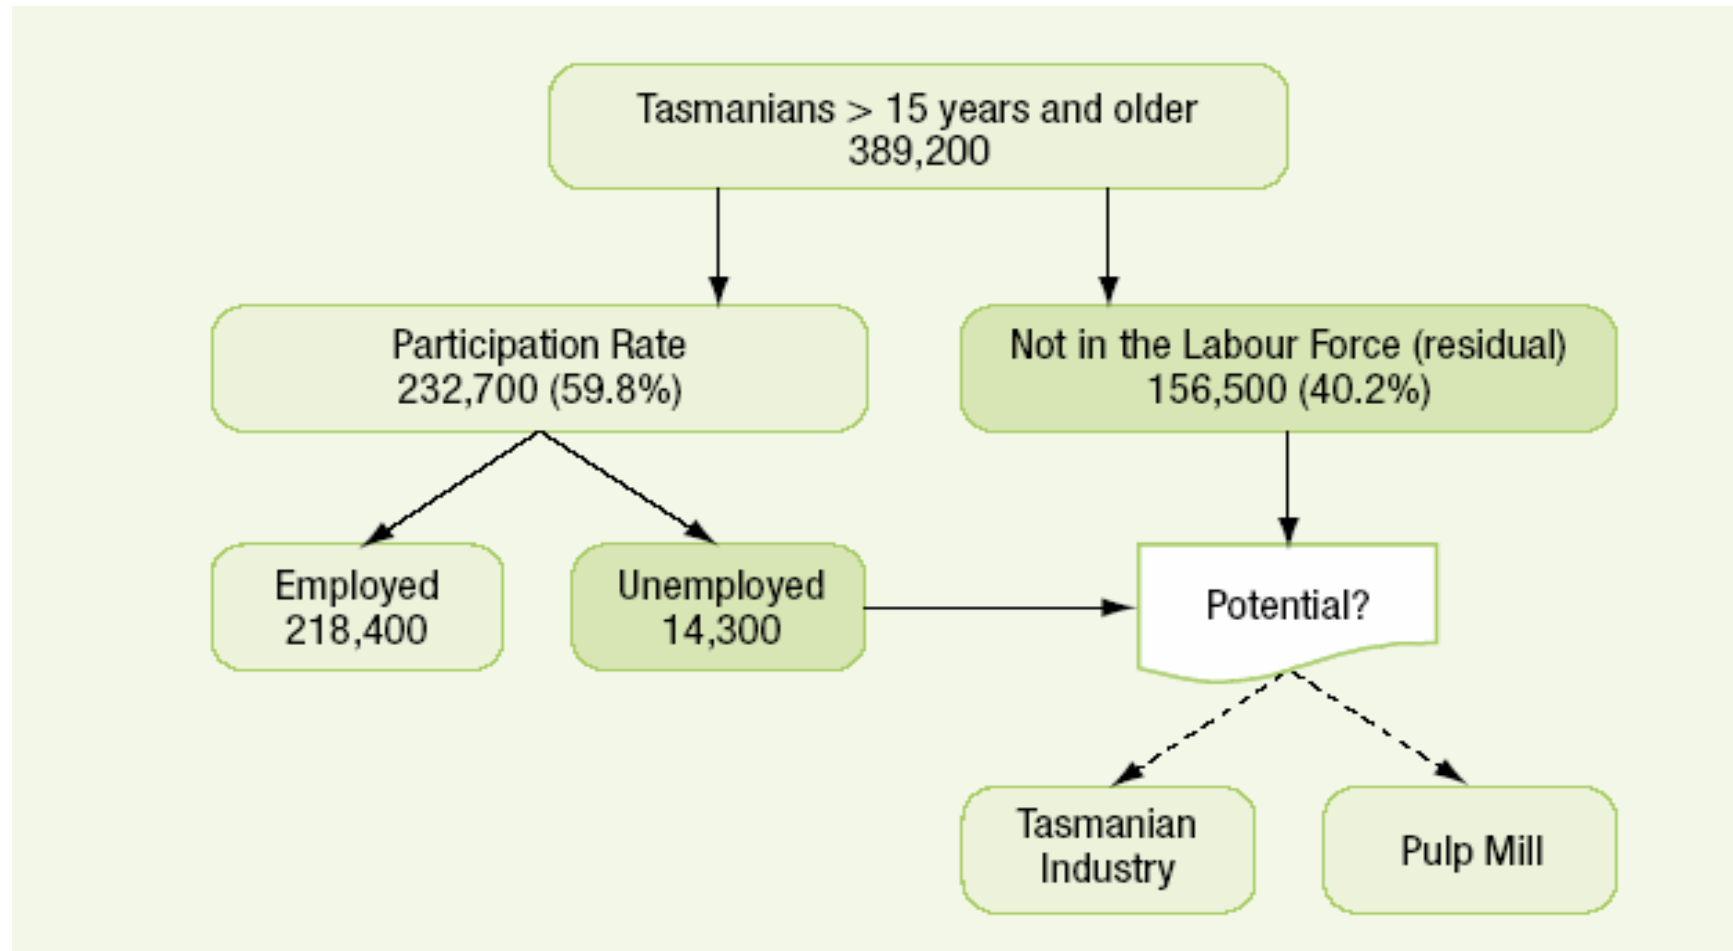 Tasmanians > 15 years and older
389,200
Participation Rate
232,700 (59.8%)
Not in the Labour Force (residual)
156,500 (40.2%)
Employed
218,400
Unemployed
14,300
Potential?
Tasmanian
Industry
Pulp Mill